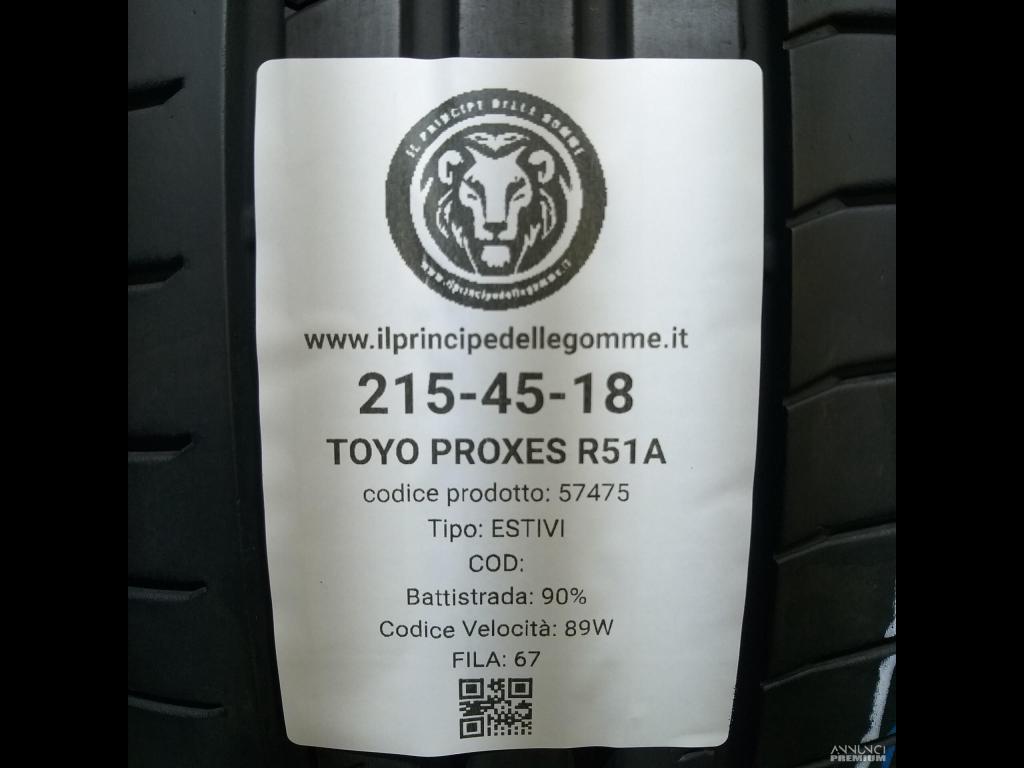 IL PRINCIPE DELLE GOMME
www.ilprincipedellegomme.it
www.ilprincipedellegomme.it
215-45-18
TOYO PROXES R51A
codice prodotto: 57475
Tipo: ESTIVI
COD:
Battistrada: 90%
Codice Velocità: 89W
FILA: 67
ANNUNCI
PREMIUM